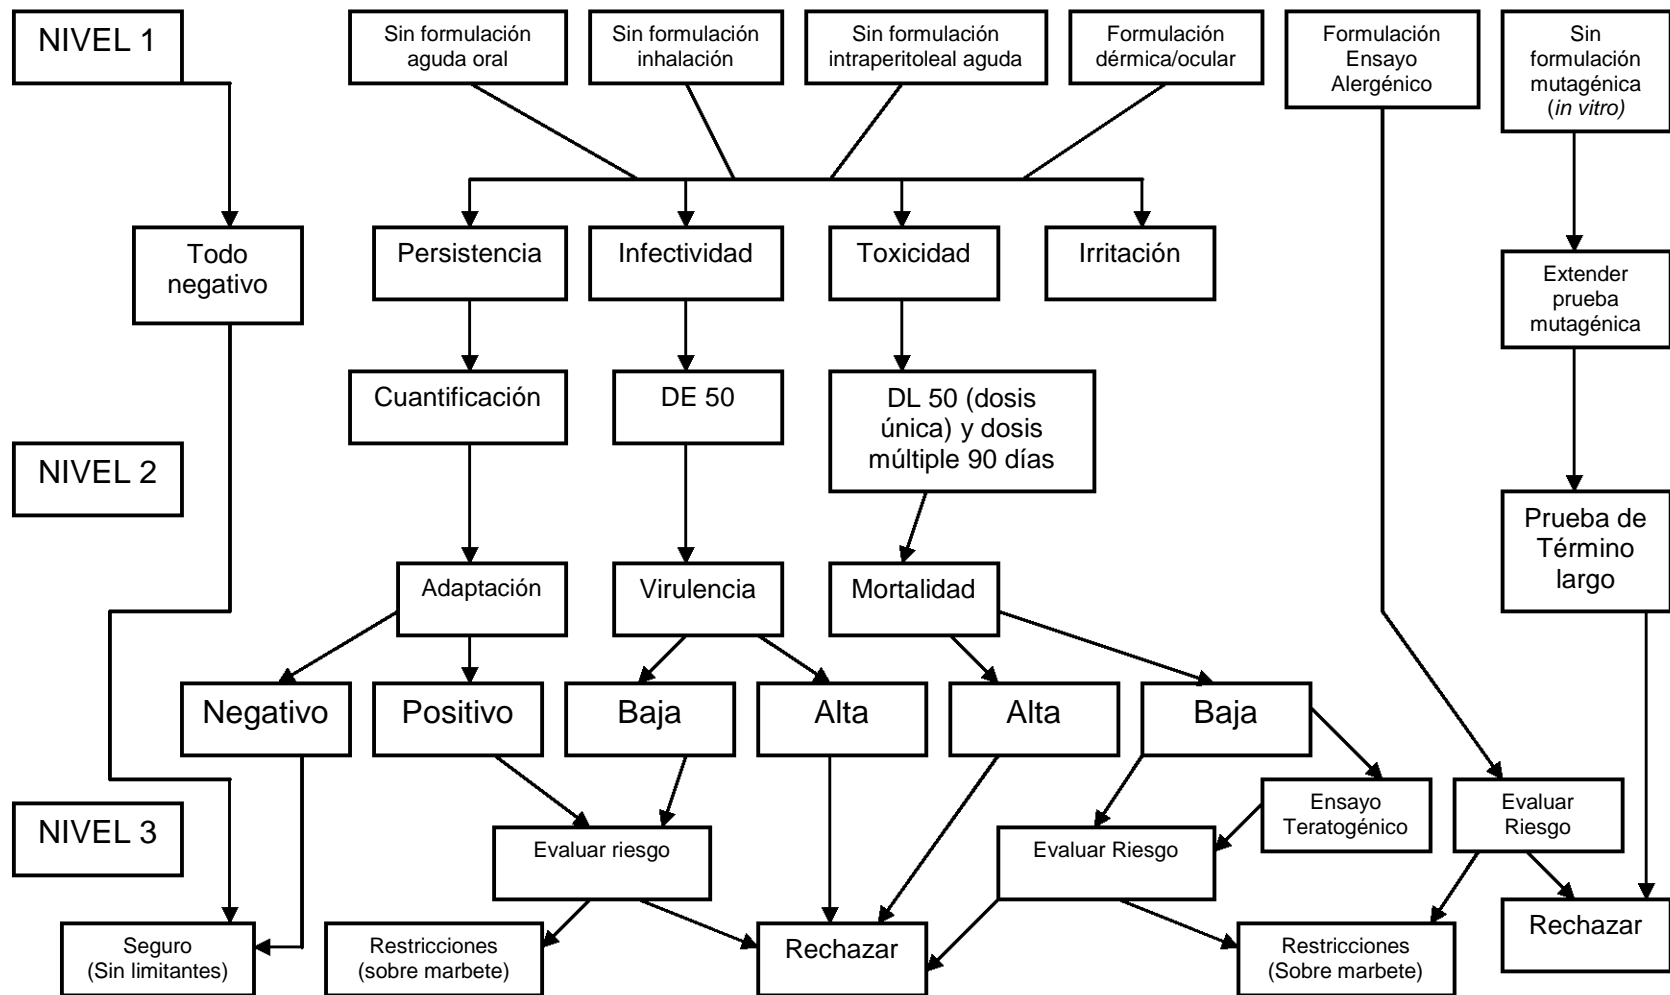 NIVEL 1
Sin formulación
aguda oral
Sin formulación
inhalación
Sin formulación
intraperitoleal aguda
Formulación
dérmica/ocular
Formulación
Ensayo
Alergénico
Sin
formulación
mutagénica
(in vitro)
Todo
negativo
Persistencia
Infectividad
Toxicidad
Irritación
Extender
prueba
mutagénica
Cuantificación
DE 50
DL 50 (dosis
única) y dosis
múltiple 90 días
NIVEL 2
Prueba de
Término
largo
Adaptación
Virulencia
Mortalidad
Negativo
Positivo
Baja
Alta
Alta
Baja
NIVEL 3
Evaluar riesgo
Evaluar Riesgo
Ensayo
Teratogénico
Evaluar
Riesgo
Seguro
(Sin limitantes)
Restricciones
(sobre marbete)
Rechazar
Restricciones
(Sobre marbete)
Rechazar